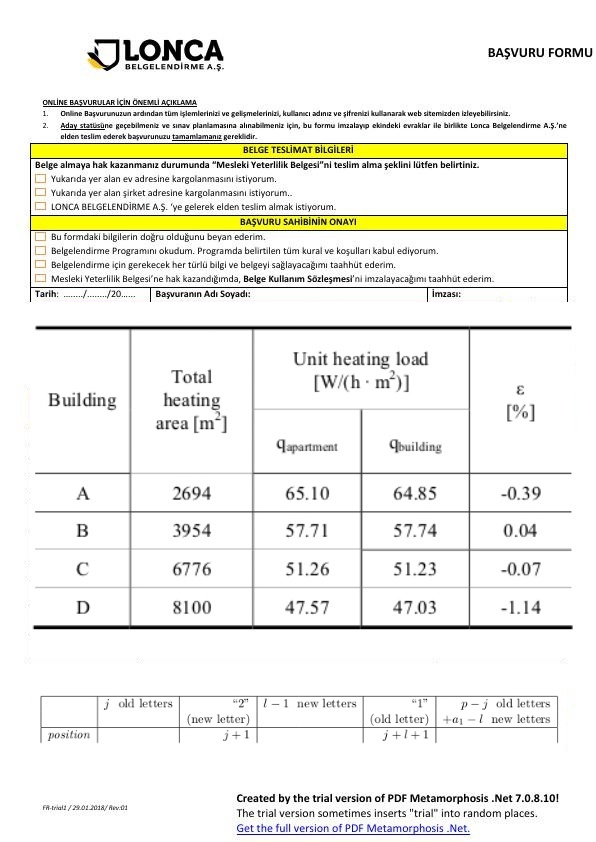 LONCA
BELGELENDİRME A.Ş.
BAŞVURU FORMU
ONLİNE BAŞVURULAR İÇİN ÖNEMLİ AÇIKLAMA
1. Online Başvurunuzun ardından tüm işlemlerinizi ve gelişmelerinizi, kullanıcı adınız ve şifrenizi kullanarak web sitemizden izleyebilirsiniz.
2. Aday statüsüne geçebilmeniz ve sınav planlamasına alınabilmeniz için, bu formu imzalayıp ekindeki evraklar ile birlikte Lonca Belgelendirme A.Ş.'ne
elden teslim ederek başvurunuzu tamamlamanız gereklidir.
BELGE TESLİMAT BİLGİLERİ
Belge almaya hak kazanmanız durumunda “Mesleki Yeterlilik Belgesi”ni teslim alma şeklini lütfen belirtiniz.
Yukarıda yer alan ev adresine kargolanmasını istiyorum.
Yukarıda yer alan şirket adresine kargolanmasını istiyorum..
LONCA BELGELENDİRME A.Ş. ‘ye gelerek elden teslim almak istiyorum.
BAŞVURU SAHİBİNİN ONAYI
Bu formdaki bilgilerin doğru olduğunu beyan ederim.
Belgelendirme Programını okudum. Programda belirtilen tüm kural ve koşulları kabul ediyorum.
Belgelendirme için gerekecek her türlü bilgi ve belgeyi sağlayacağımı taahhüt ederim.
Mesleki Yeterlilik Belgesi’ne hak kazandığımda, Belge Kullanım Sözleşmesi’ni imzalayacağımı taahhüt ederim.
Tarih: ......../......../20...... Başvuranın Adı Soyadı: İmzası:
Building Total heating area [m²] Unit heating load [W/(h · m²)] ε [%]
qapartment qbuilding
A 2694 65.10 64.85 -0.39
B 3954 57.71 57.74 0.04
C 6776 51.26 51.23 -0.07
D 8100 47.57 47.03 -1.14
j old letters “2” l − 1 new letters “1” p − j old letters
(new letter) (old letter) +a₁ − l new letters
position j + 1 j + l + 1
FR-trial1 / 29.01.2018/ Rev:01
Created by the trial version of PDF Metamorphosis .Net 7.0.8.10!
The trial version sometimes inserts "trial" into random places.
Get the full version of PDF Metamorphosis .Net.